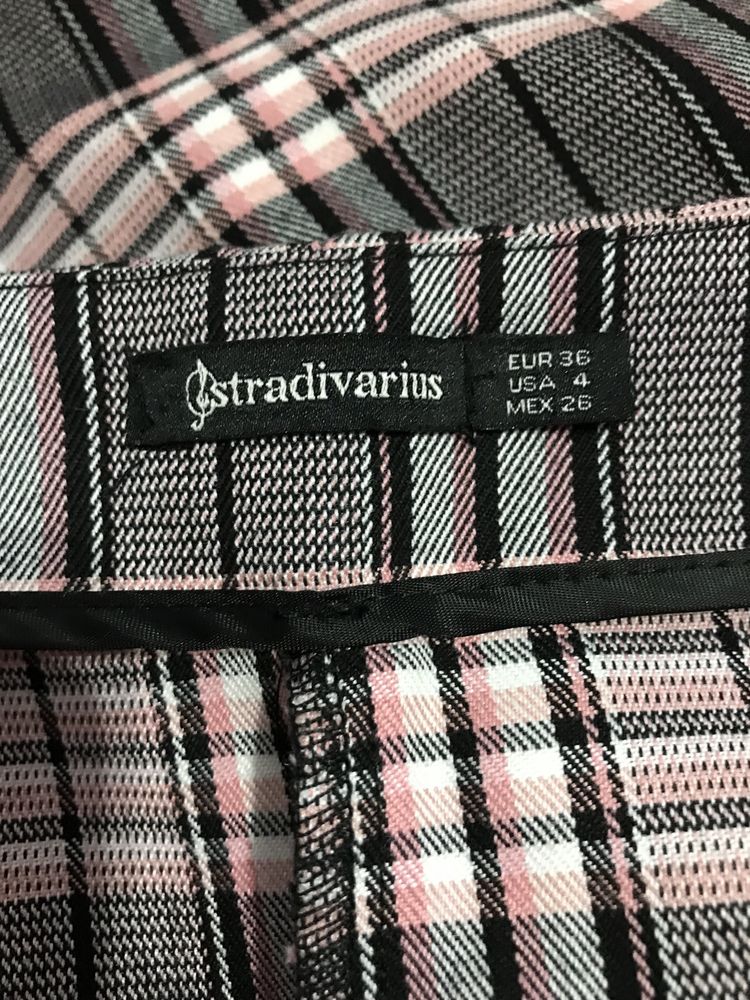 stradivarius
EUR 36
USA 4
MEX 26